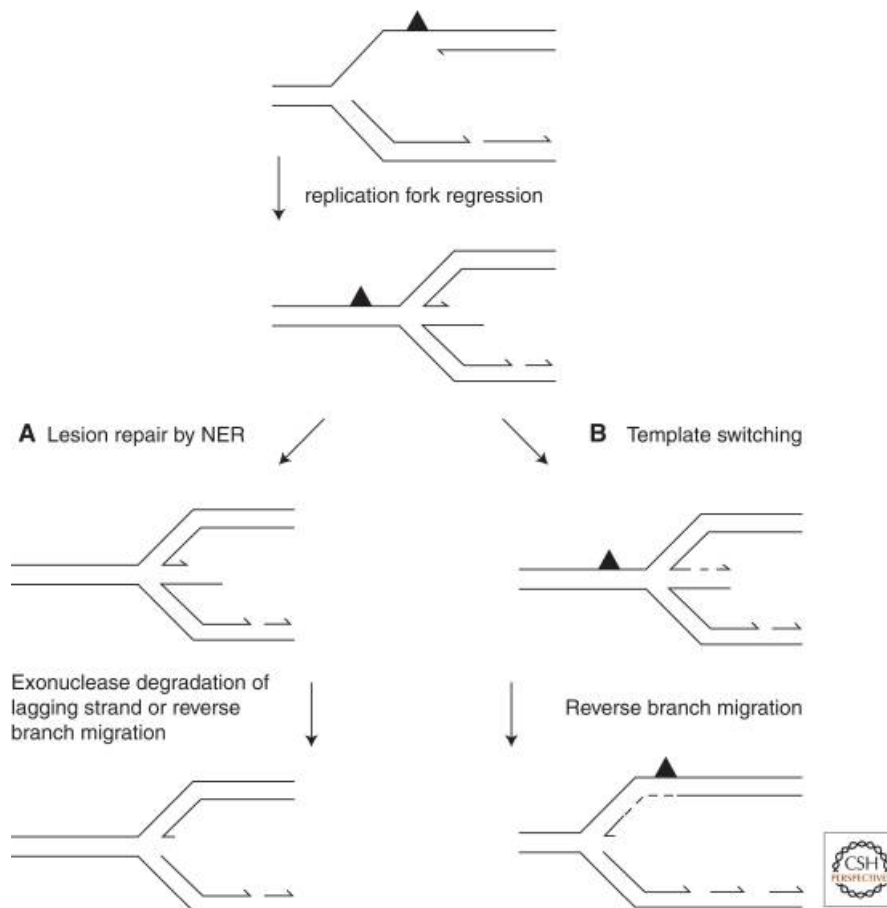 replication fork regression
A Lesion repair by NER
B Template switching
Exonuclease degradation of
lagging strand or reverse
branch migration
Reverse branch migration
CSH
PERSPECTIVES